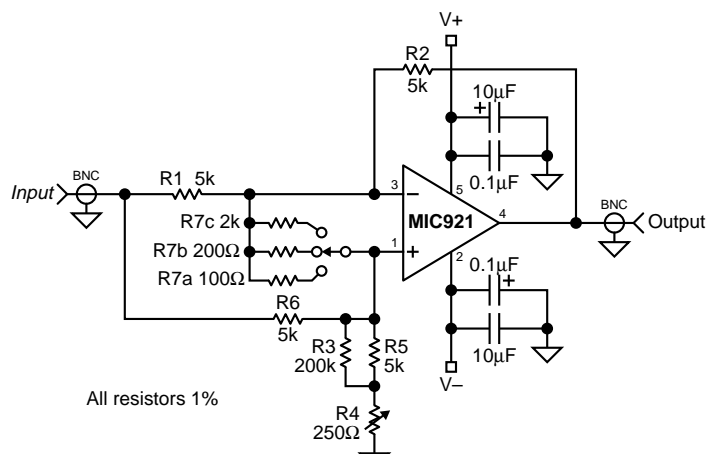 V+
R2
5k
10µF
+
0.1µF
BNC
Input
R1 5k
3
−
5
R7c 2k
MIC921
4
BNC
Output
R7b 200Ω
1
+
2
R7a 100Ω
0.1µF
+
R6
5k
R3
200k
R5
5k
10µF
V–
All resistors 1%
R4
250Ω